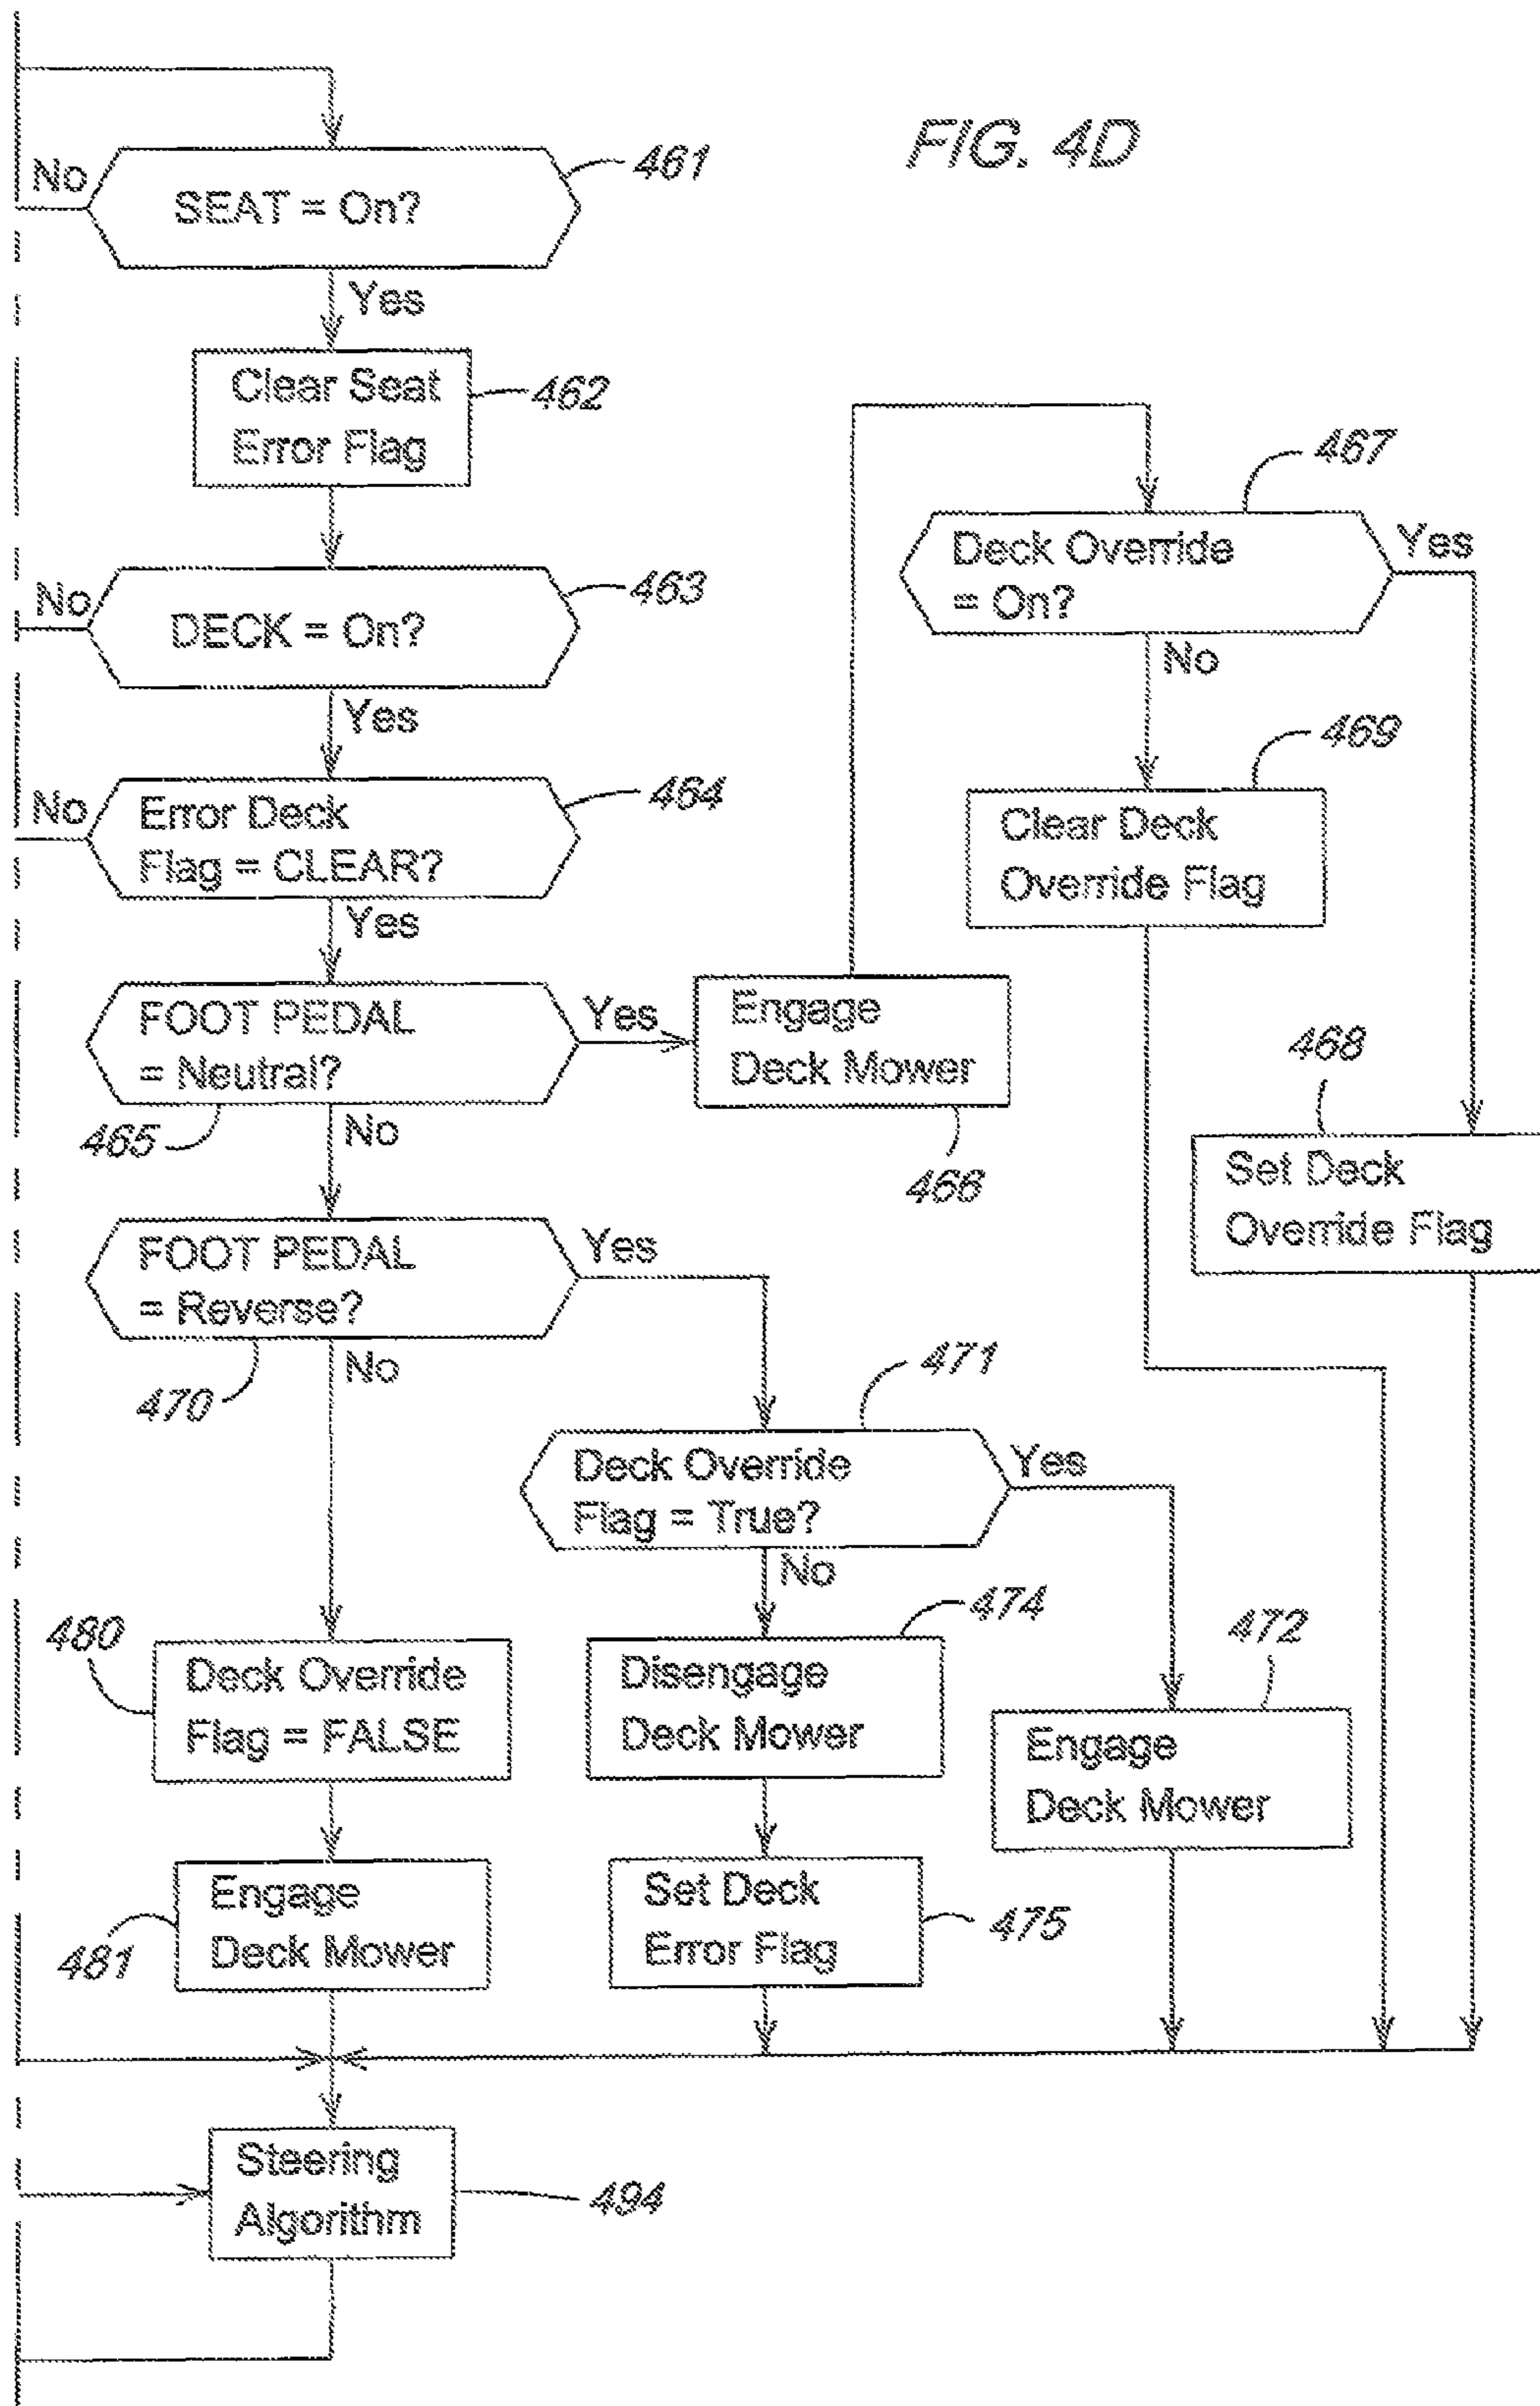 FIG. 4D
No
SEAT = On?
461
Yes
Clear Seat
Error Flag
462
No
DECK = On?
463
Yes
No
Error Deck
Flag = CLEAR?
464
Yes
FOOT PEDAL
= Neutral?
465
Yes
No
Engage
Deck Mower
466
Deck Override
= On?
467
Yes
No
Clear Deck
Override Flag
469
468
Set Deck
Override Flag
FOOT PEDAL
= Reverse?
470
Yes
No
Deck Override
Flag = True?
471
Yes
No
480
Deck Override
Flag = FALSE
Disengage
Deck Mower
474
472
Engage
Deck Mower
481
Engage
Deck Mower
Set Deck
Error Flag
475
Steering
Algorithm
494